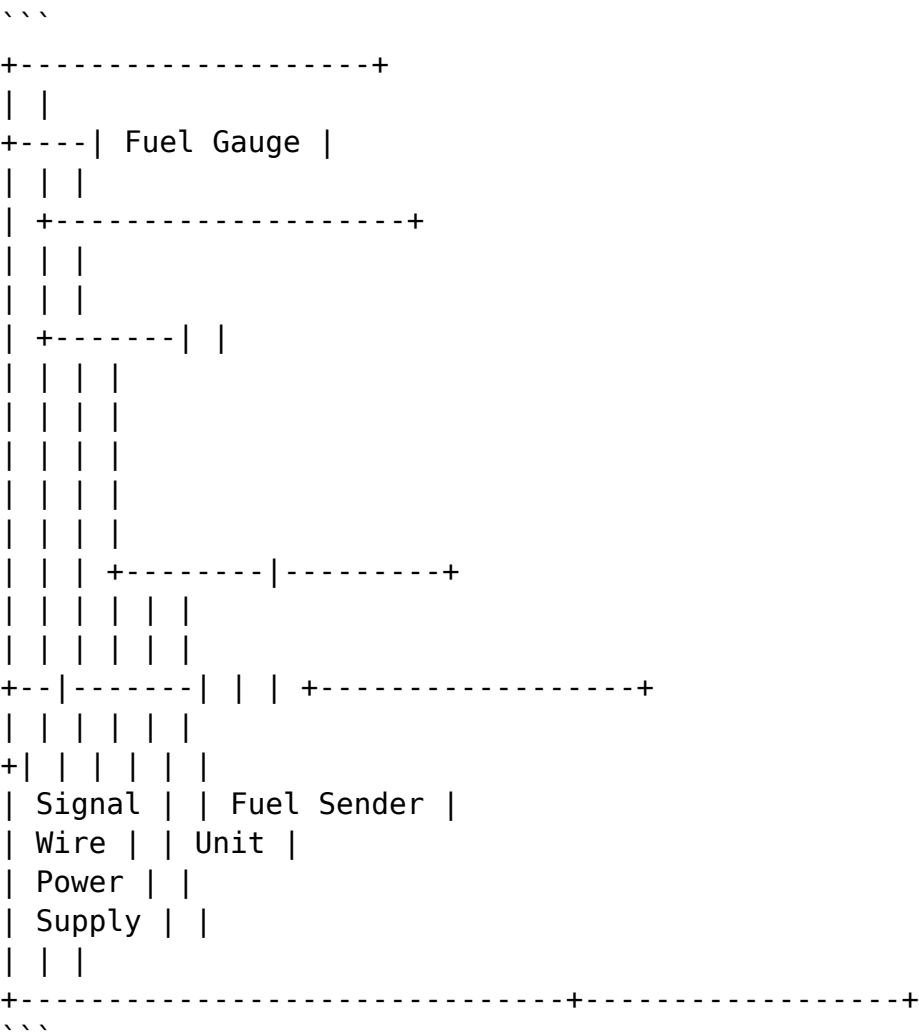 ```
+--------------------+
| |
+----| Fuel Gauge |
| | |
| +--------------------+
| | |
| | |
| +-------| |
| | | |
| | | |
| | | |
| | | |
| | | |
| | | +--------|---------+
| | | | | |
| | | | | |
+--|-------| | | +------------------+
| | | | | |
+| | | | | |
| Signal | | Fuel Sender |
| Wire | | Unit |
| Power | |
| Supply | |
| | |
+-------------------------------+------------------+
```